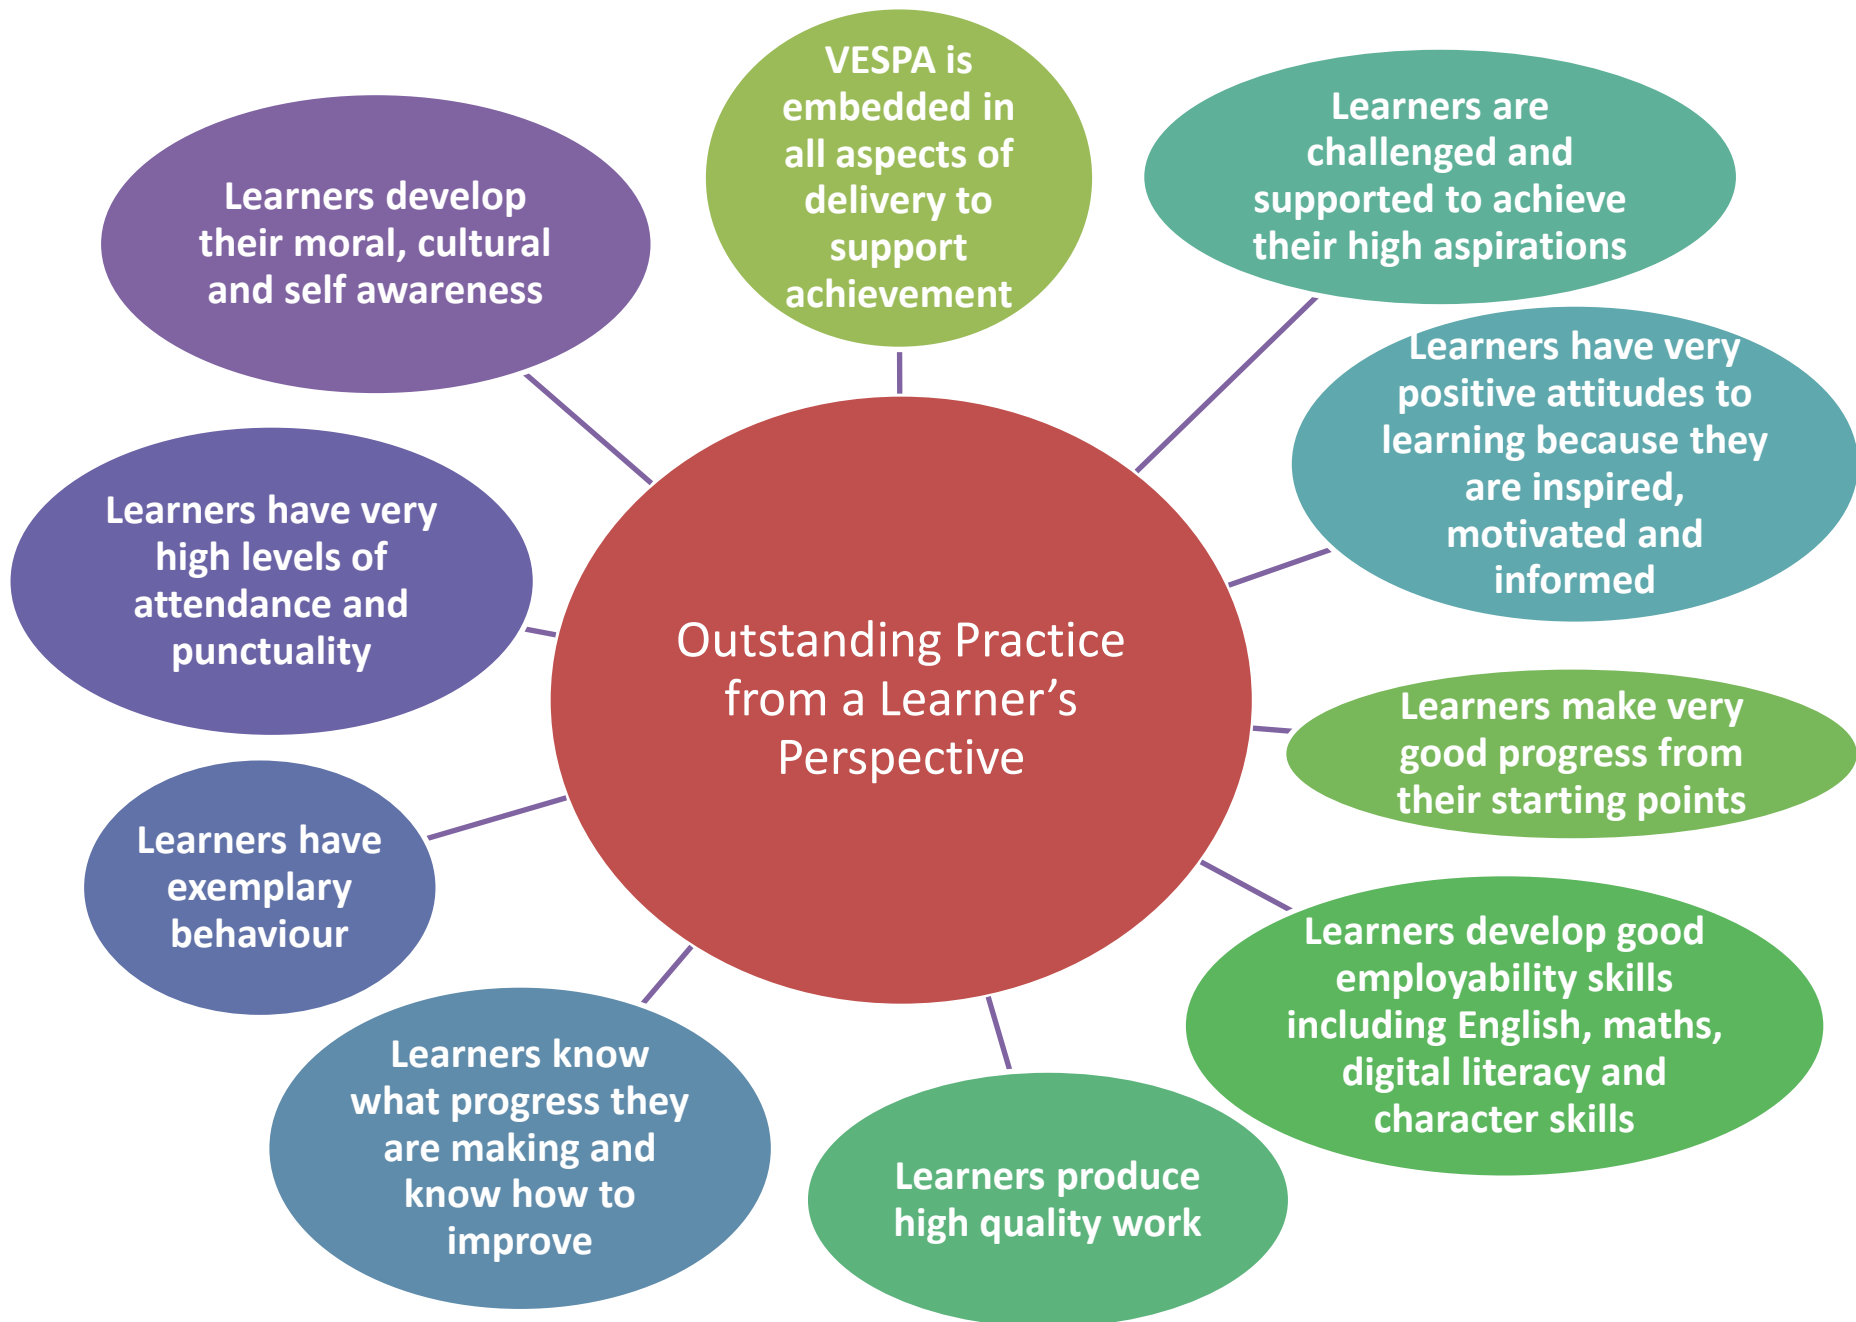 VESPA is
embedded in
all aspects of
delivery to
support
achievement
Learners are
challenged and
supported to achieve
their high aspirations
Learners have very
positive attitudes to
learning because they
are inspired,
motivated and
informed
Learners make very
good progress from
their starting points
Learners develop good
employability skills
including English, maths,
digital literacy and
character skills
Learners produce
high quality work
Learners know
what progress they
are making and
know how to
improve
Learners have
exemplary
behaviour
Learners have very
high levels of
attendance and
punctuality
Learners develop
their moral, cultural
and self awareness
Outstanding Practice
from a Learner’s
Perspective